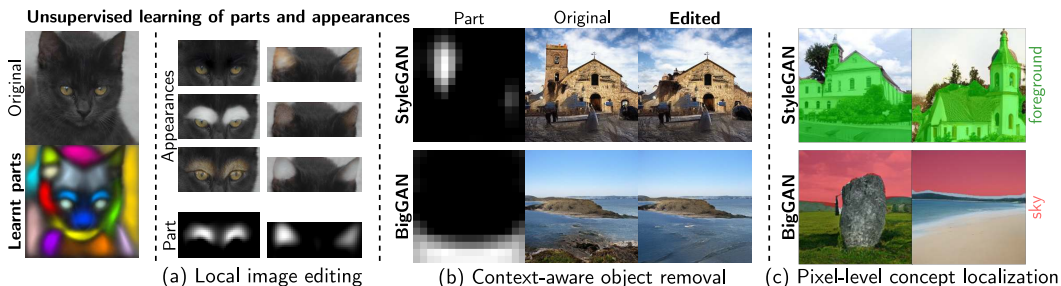 Unsupervised learning of parts and appearances
Original
Learnt parts
Appearances
Part
(a) Local image editing
Part
Original
Edited
StyleGAN
BigGAN
(b) Context-aware object removal
StyleGAN
foreground
BigGAN
sky
(c) Pixel-level concept localization